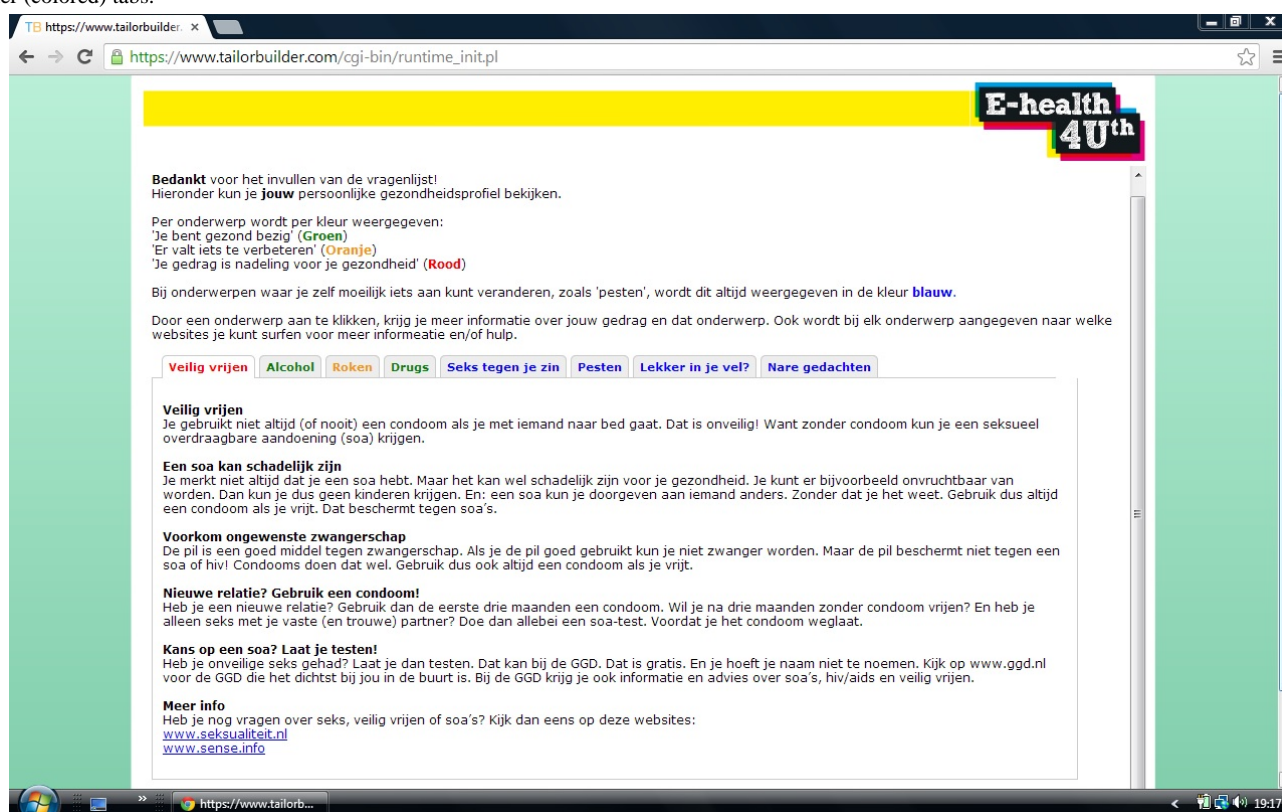 er (colored) tabs.
TB https://www.tailorbuilder. ×
https://www.tailorbuilder.com/cgi-bin/runtime_init.pl
E-health
4Uth
Bedankt voor het invullen van de vragenlijst!
Hieronder kun je jouw persoonlijke gezondheidsprofiel bekijken.
Per onderwerp wordt per kleur weergegeven:
'Je bent gezond bezig' (Groen)
'Er valt iets te verbeteren' (Oranje)
'Je gedrag is nadeling voor je gezondheid' (Rood)
Bij onderwerpen waar je zelf moeilijk iets aan kunt veranderen, zoals 'pesten', wordt dit altijd weergegeven in de kleur blauw.
Door een onderwerp aan te klikken, krijg je meer informatie over jouw gedrag en dat onderwerp. Ook wordt bij elk onderwerp aangegeven naar welke
websites je kunt surfen voor meer informeatie en/of hulp.
Veilig vrijen Alcohol Roken Drugs Seks tegen je zin Pesten Lekker in je vel? Nare gedachten
Veilig vrijen
Je gebruikt niet altijd (of nooit) een condoom als je met iemand naar bed gaat. Dat is onveilig! Want zonder condoom kun je een seksueel
overdraagbare aandoening (soa) krijgen.
Een soa kan schadelijk zijn
Je merkt niet altijd dat je een soa hebt. Maar het kan wel schadelijk zijn voor je gezondheid. Je kunt er bijvoorbeeld onvruchtbaar van
worden. Dan kun je dus geen kinderen krijgen. En: een soa kun je doorgeven aan iemand anders. Zonder dat je het weet. Gebruik dus altijd
een condoom als je vrijt. Dat beschermt tegen soa´s.
Voorkom ongewenste zwangerschap
De pil is een goed middel tegen zwangerschap. Als je de pil goed gebruikt kun je niet zwanger worden. Maar de pil beschermt niet tegen een
soa of hiv! Condooms doen dat wel. Gebruik dus ook altijd een condoom als je vrijt.
Nieuwe relatie? Gebruik een condoom!
Heb je een nieuwe relatie? Gebruik dan de eerste drie maanden een condoom. Wil je na drie maanden zonder condoom vrijen? En heb je
alleen seks met je vaste (en trouwe) partner? Doe dan allebei een soa-test. Voordat je het condoom weglaat.
Kans op een soa? Laat je testen!
Heb je onveilige seks gehad? Laat je dan testen. Dat kan bij de GGD. Dat is gratis. En je hoeft je naam niet te noemen. Kijk op www.ggd.nl
voor de GGD die het dichtst bij jou in de buurt is. Bij de GGD krijg je ook informatie en advies over soa´s, hiv/aids en veilig vrijen.
Meer info
Heb je nog vragen over seks, veilig vrijen of soa´s? Kijk dan eens op deze websites:
www.seksualiteit.nl
www.sense.info
https://www.tailorb...
19:17